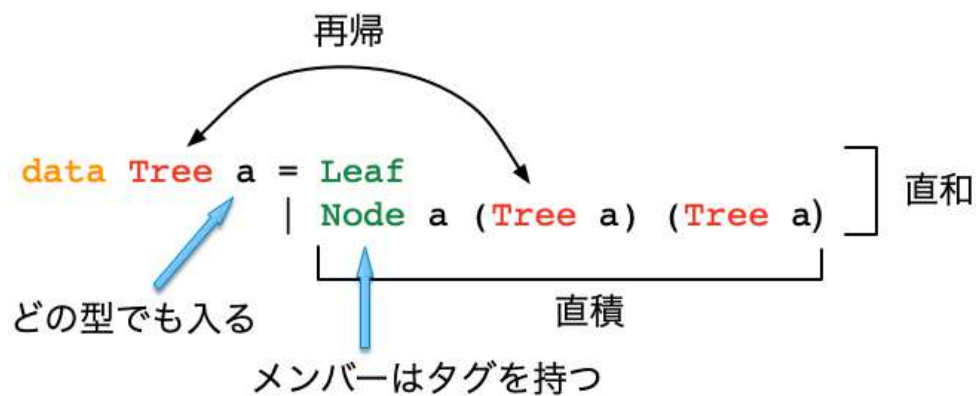 再帰
data Tree a = Leaf
| Node a (Tree a) (Tree a)
直和
直積
どの型でも入る
メンバーはタグを持つ